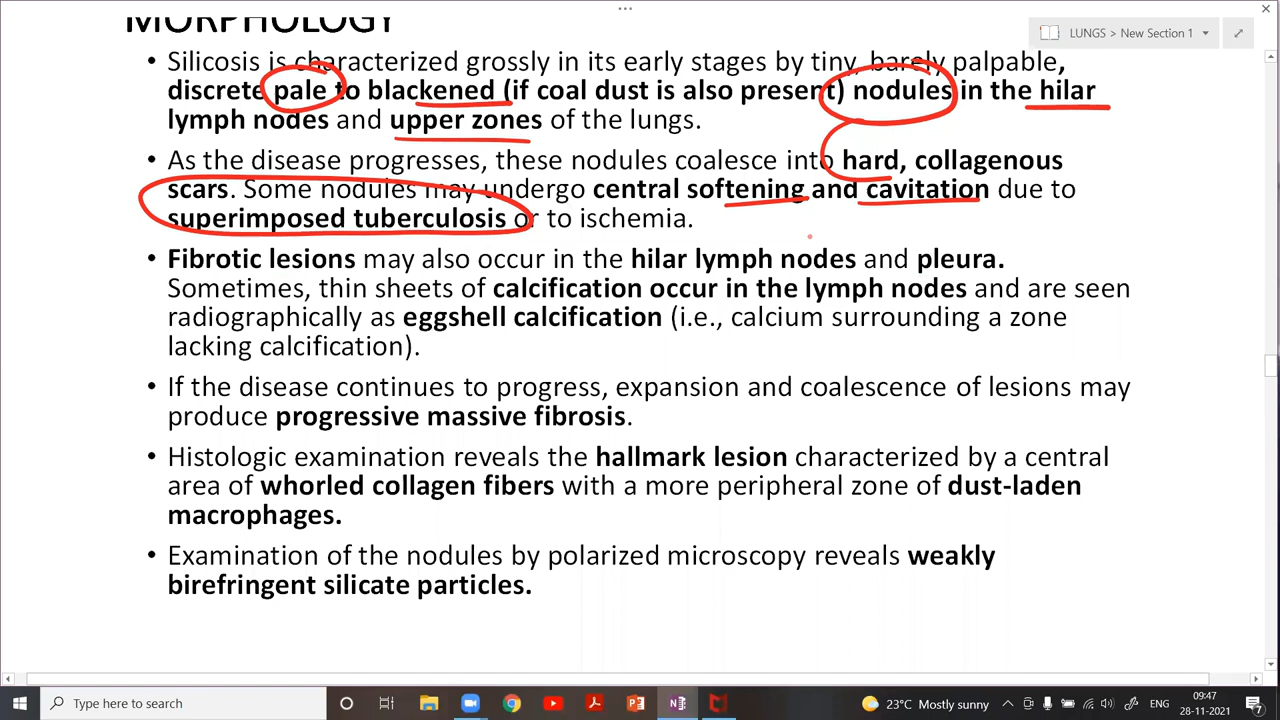 MORPHOLOGY
LUNGS > New Section 1
• Silicosis is characterized grossly in its early stages by tiny, barely palpable,
discrete pale to blackened (if coal dust is also present) nodules in the hilar
lymph nodes and upper zones of the lungs.
• As the disease progresses, these nodules coalesce into hard, collagenous
scars. Some nodules may undergo central softening and cavitation due to
superimposed tuberculosis or to ischemia.
• Fibrotic lesions may also occur in the hilar lymph nodes and pleura.
Sometimes, thin sheets of calcification occur in the lymph nodes and are seen
radiographically as eggshell calcification (i.e., calcium surrounding a zone
lacking calcification).
• If the disease continues to progress, expansion and coalescence of lesions may
produce progressive massive fibrosis.
• Histologic examination reveals the hallmark lesion characterized by a central
area of whorled collagen fibers with a more peripheral zone of dust-laden
macrophages.
• Examination of the nodules by polarized microscopy reveals weakly
birefringent silicate particles.
Type here to search
23°C Mostly sunny
ENG
09:47
28-11-2021
7